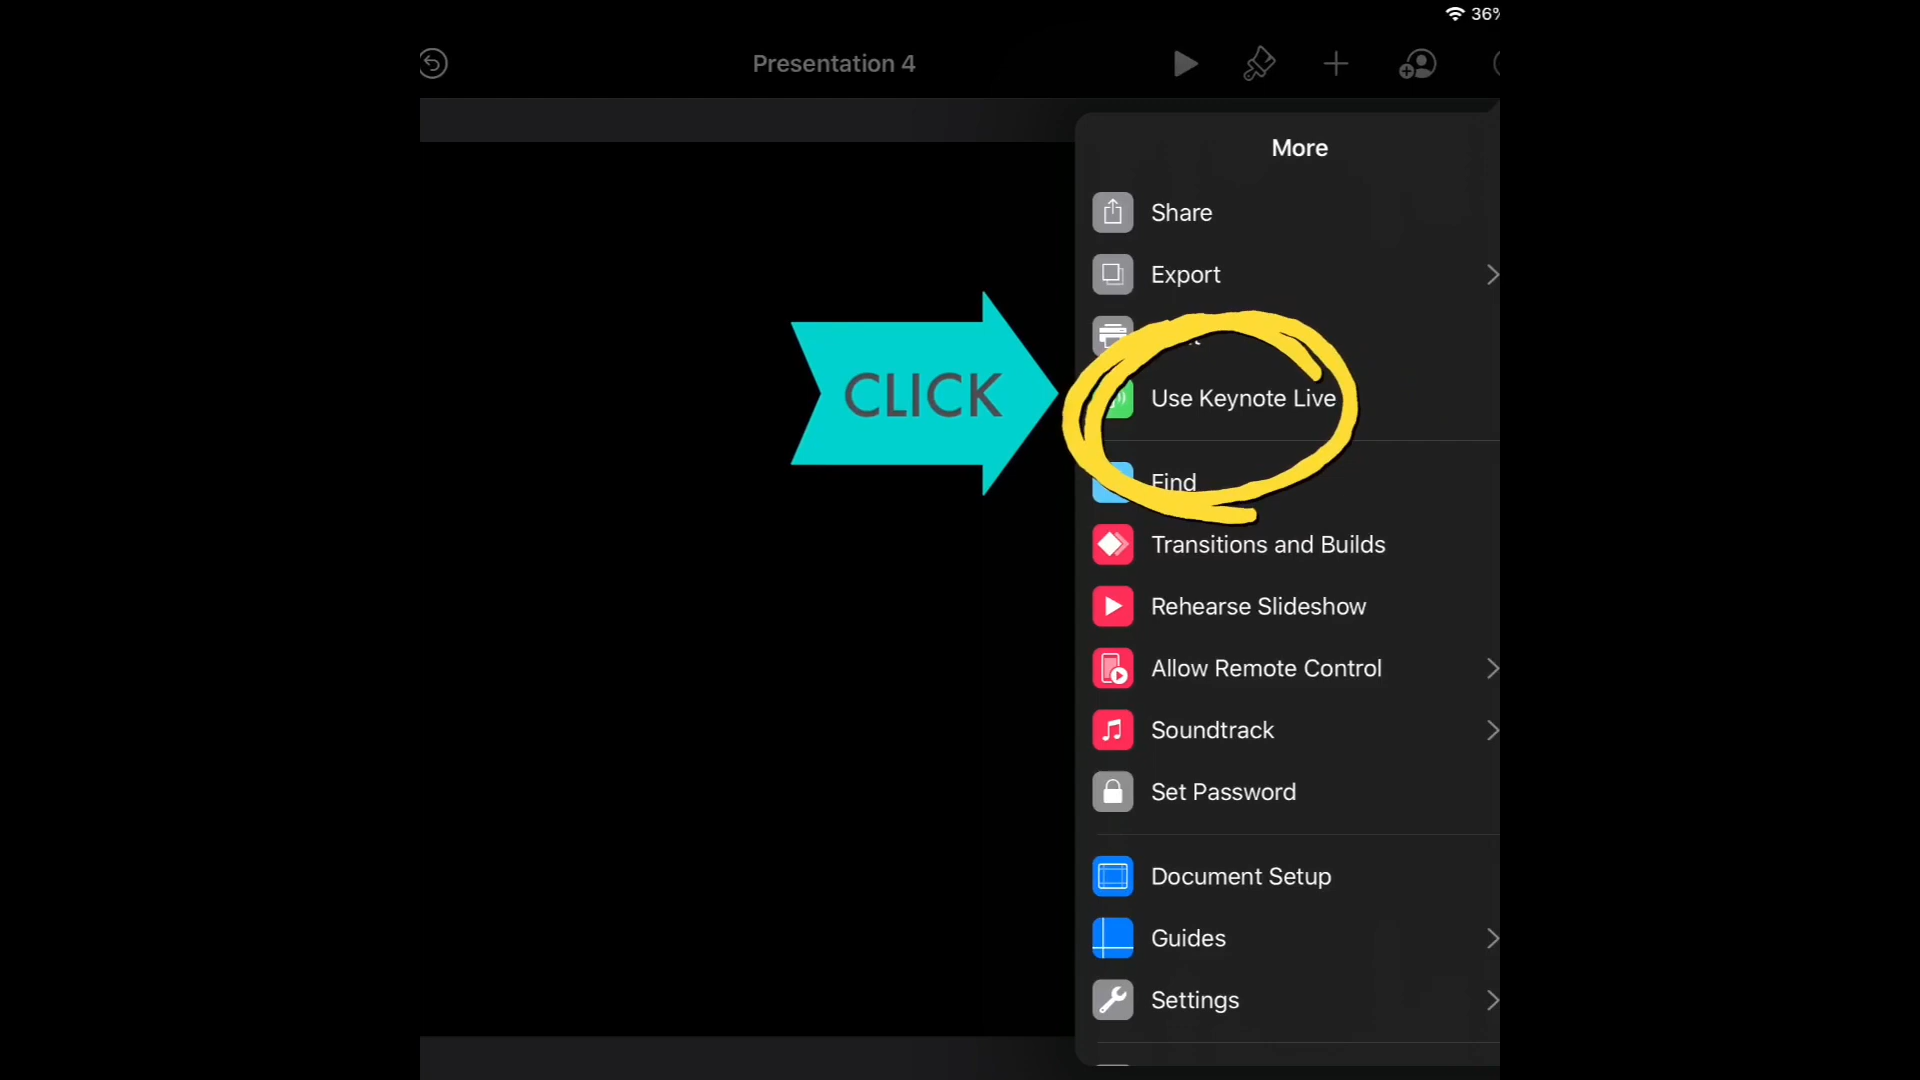 36%
Presentation 4
More
Share
Export
CLICK
Use Keynote Live
Find
Transitions and Builds
Rehearse Slideshow
Allow Remote Control
Soundtrack
Set Password
Document Setup
Guides
Settings